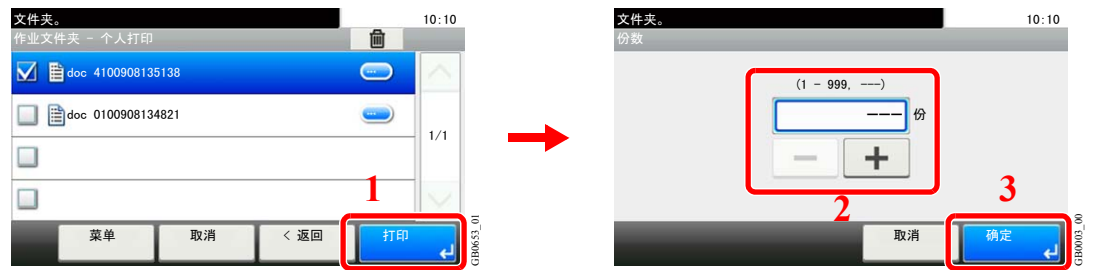 文件夹。 10:10
作业文件夹 - 个人打印
doc 4100908135138
doc 0100908134821
1/1
1
菜单 取消 < 返回 打印
GB0653_01
文件夹。 10:10
份数
(1 - 999, ---)
--- 份
- +
2
3
取消 确定
GB0003_00